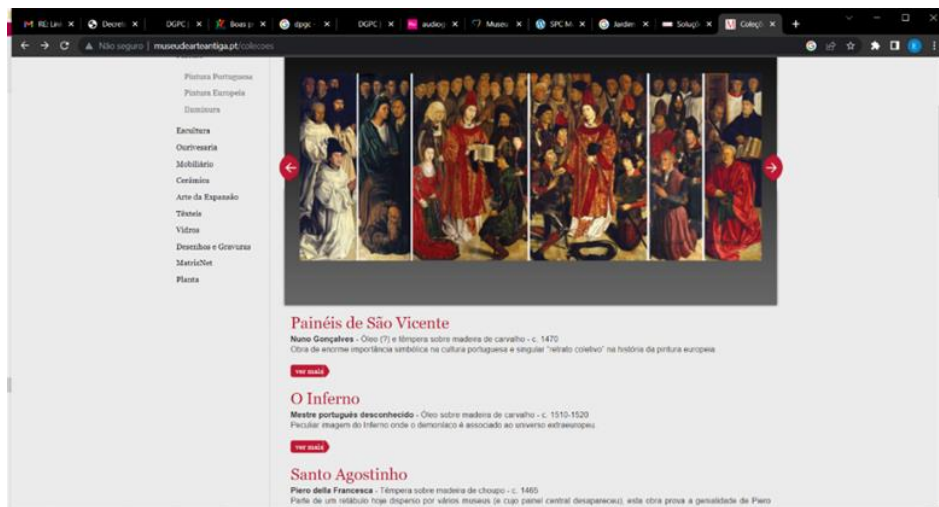 RE: Lei
Decret
DGPC |
Boas p
dpgc
DGPC |
audiog
Museu
SPC M
Jardim
Soluçõ
Coleçõ
Não seguro | museudearteantiga.pt/colecoes
Pintura Portuguesa
Pintura Europeia
Escultura
Ourivesaria
Mobiliário
Cerâmica
Arte da Expansão
Têxteis
Vidros
Desenhos e Gravuras
MatrizNet
Planta
Painéis de São Vicente
Nuno Gonçalves - Óleo (?) e têmpera sobre madeira de carvalho - c. 1470
Obra de enorme importância simbólica na cultura portuguesa e singular "retrato coletivo" na história da pintura europeia.
ver mais
O Inferno
Mestre português desconhecido - Óleo sobre madeira de carvalho - c. 1510-1520
Peculiar imagem do Inferno onde o demoníaco é associado ao universo extraeuropeu.
ver mais
Santo Agostinho
Piero della Francesca - Têmpera sobre madeira de choupo - c. 1465
Parte de um retábulo hoje disperso por vários museus (e cujo painel central desapareceu), esta obra prova a genialidade de Piero